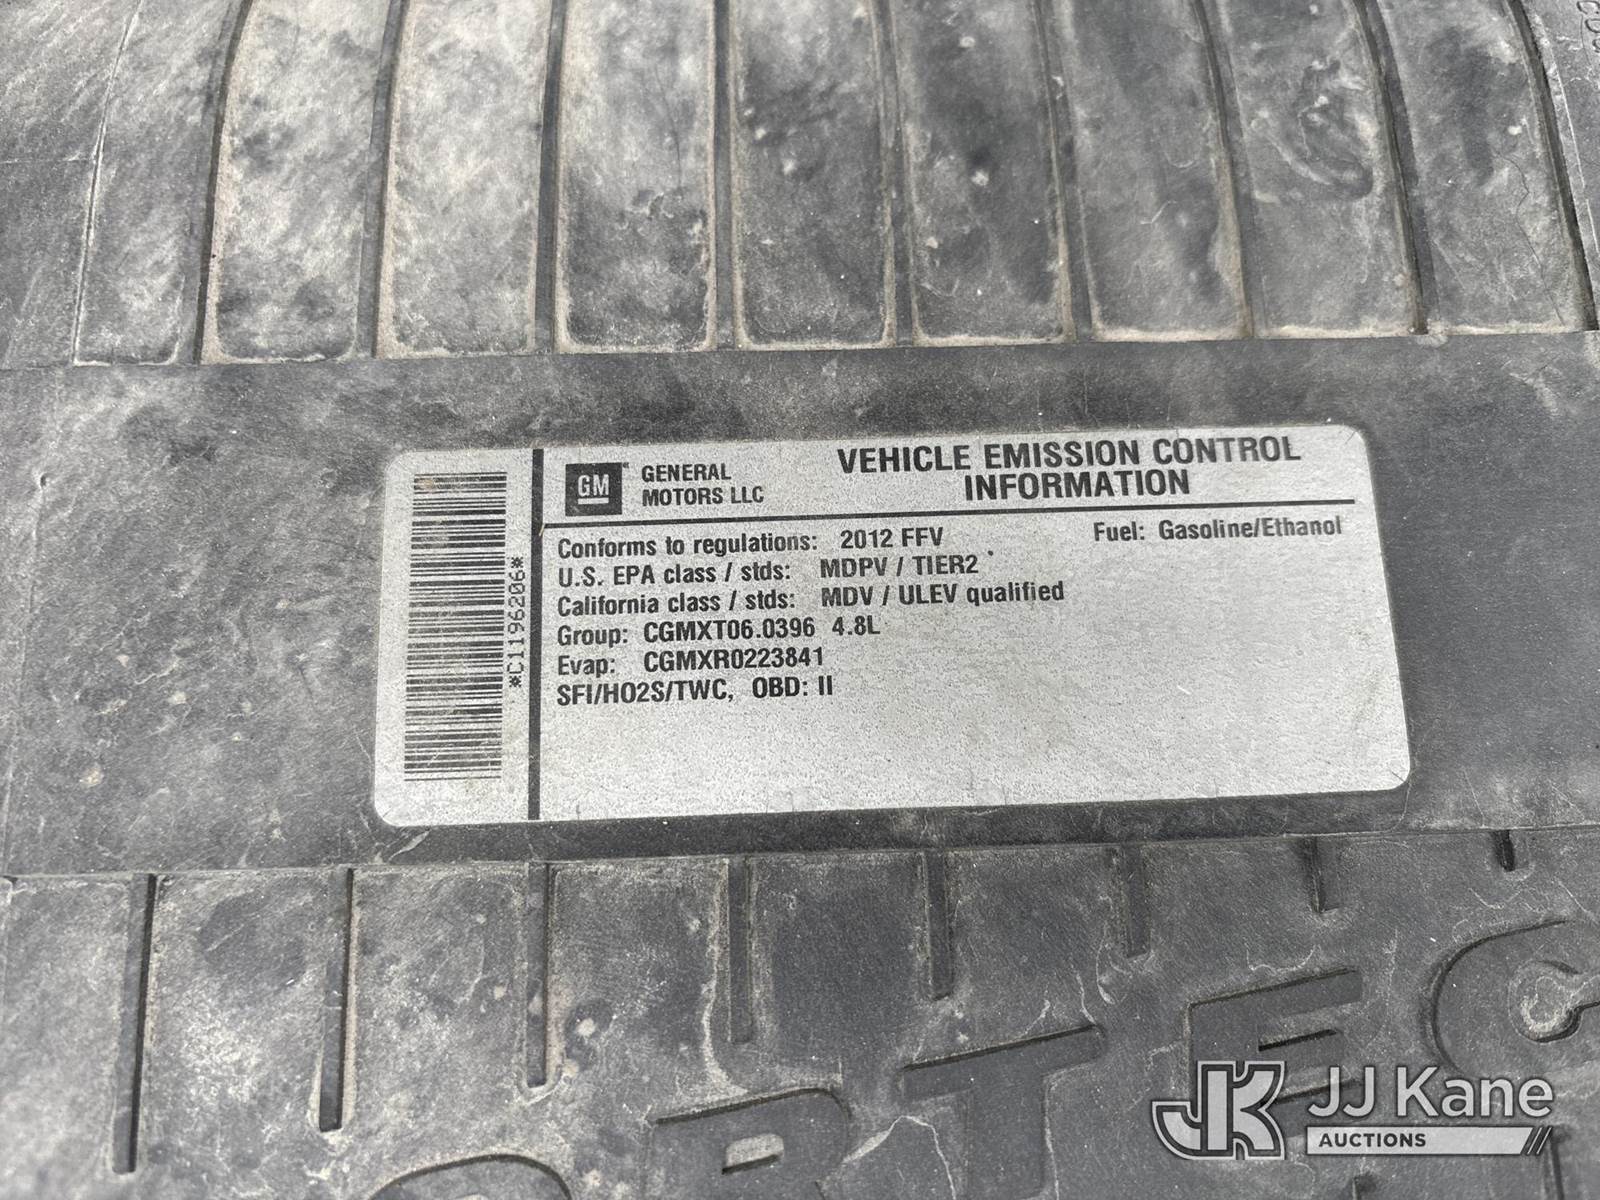 GM
GENERAL
MOTORS LLC
VEHICLE EMISSION CONTROL
INFORMATION
Conforms to regulations: 2012 FFV
Fuel: Gasoline/Ethanol
U.S. EPA class / stds: MDPV / TIER2
California class / stds: MDV / ULEV qualified
Group: CGMXT06.0396 4.8L
Evap: CGMXR0223841
SFI/HO2S/TWC, OBD: II
*C1196206*
ORTEC
JK JJ Kane
AUCTIONS